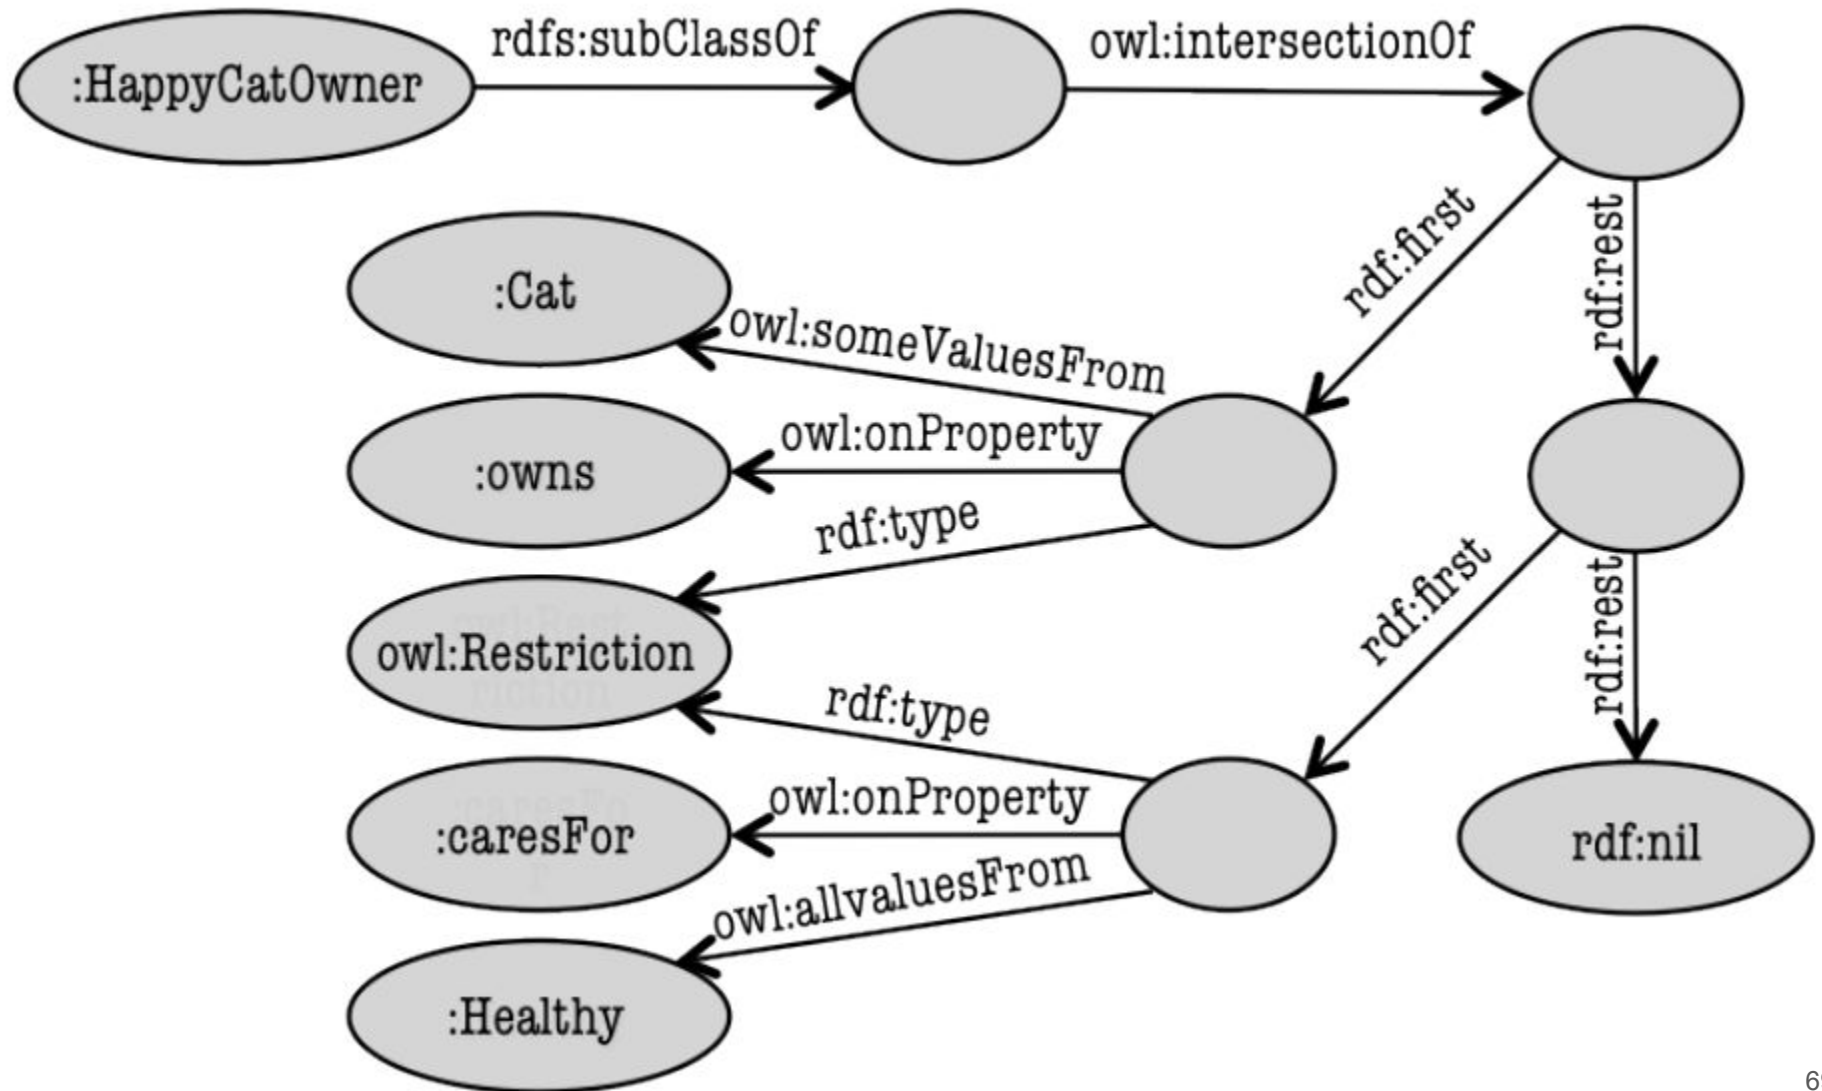 :HappyCatOwner
rdfs:subClassOf
owl:intersectionOf
rdf:first
rdf:rest
:Cat
owl:someValuesFrom
owl:onProperty
:owns
rdf:type
owl:Restriction
rdf:first
rdf:rest
rdf:type
owl:onProperty
:caresFor
rdf:nil
owl:allvaluesFrom
:Healthy